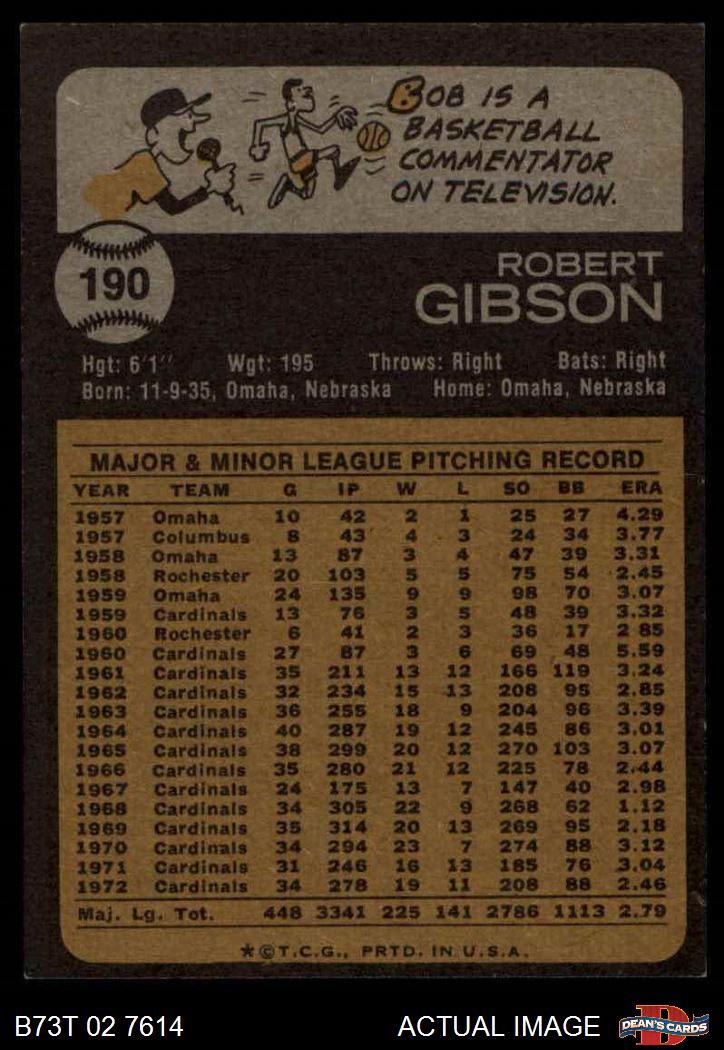 BOB IS A
BASKETBALL
COMMENTATOR
ON TELEVISION.
190
ROBERT
GIBSON
Hgt: 6'1" Wgt: 195 Throws: Right Bats: Right
Born: 11-9-35, Omaha, Nebraska Home: Omaha, Nebraska
MAJOR & MINOR LEAGUE PITCHING RECORD
YEAR TEAM G IP W L SO BB ERA
1957 Omaha 10 42 2 1 25 27 4.29
1957 Columbus 8 43 4 3 24 34 3.77
1958 Omaha 13 87 3 4 47 39 3.31
1958 Rochester 20 103 5 5 75 54 2.45
1959 Omaha 24 135 9 9 98 70 3.07
1959 Cardinals 13 76 3 5 48 39 3.32
1960 Rochester 6 41 2 3 36 17 2 85
1960 Cardinals 27 87 3 6 69 48 5.59
1961 Cardinals 35 211 13 12 166 119 3.24
1962 Cardinals 32 234 15 13 208 95 2.85
1963 Cardinals 36 255 18 9 204 96 3.39
1964 Cardinals 40 287 19 12 245 86 3.01
1965 Cardinals 38 299 20 12 270 103 3.07
1966 Cardinals 35 280 21 12 225 78 2.44
1967 Cardinals 24 175 13 7 147 40 2.98
1968 Cardinals 34 305 22 9 268 62 1.12
1969 Cardinals 35 314 20 13 269 95 2.18
1970 Cardinals 34 294 23 7 274 88 3.12
1971 Cardinals 31 246 16 13 185 76 3.04
1972 Cardinals 34 278 19 11 208 88 2.46
Maj. Lg. Tot. 448 3341 225 141 2786 1113 2.79
*©T.C.G., PRTD. IN U.S.A.
B73T 02 7614 ACTUAL IMAGE D DEAN'S CARDS